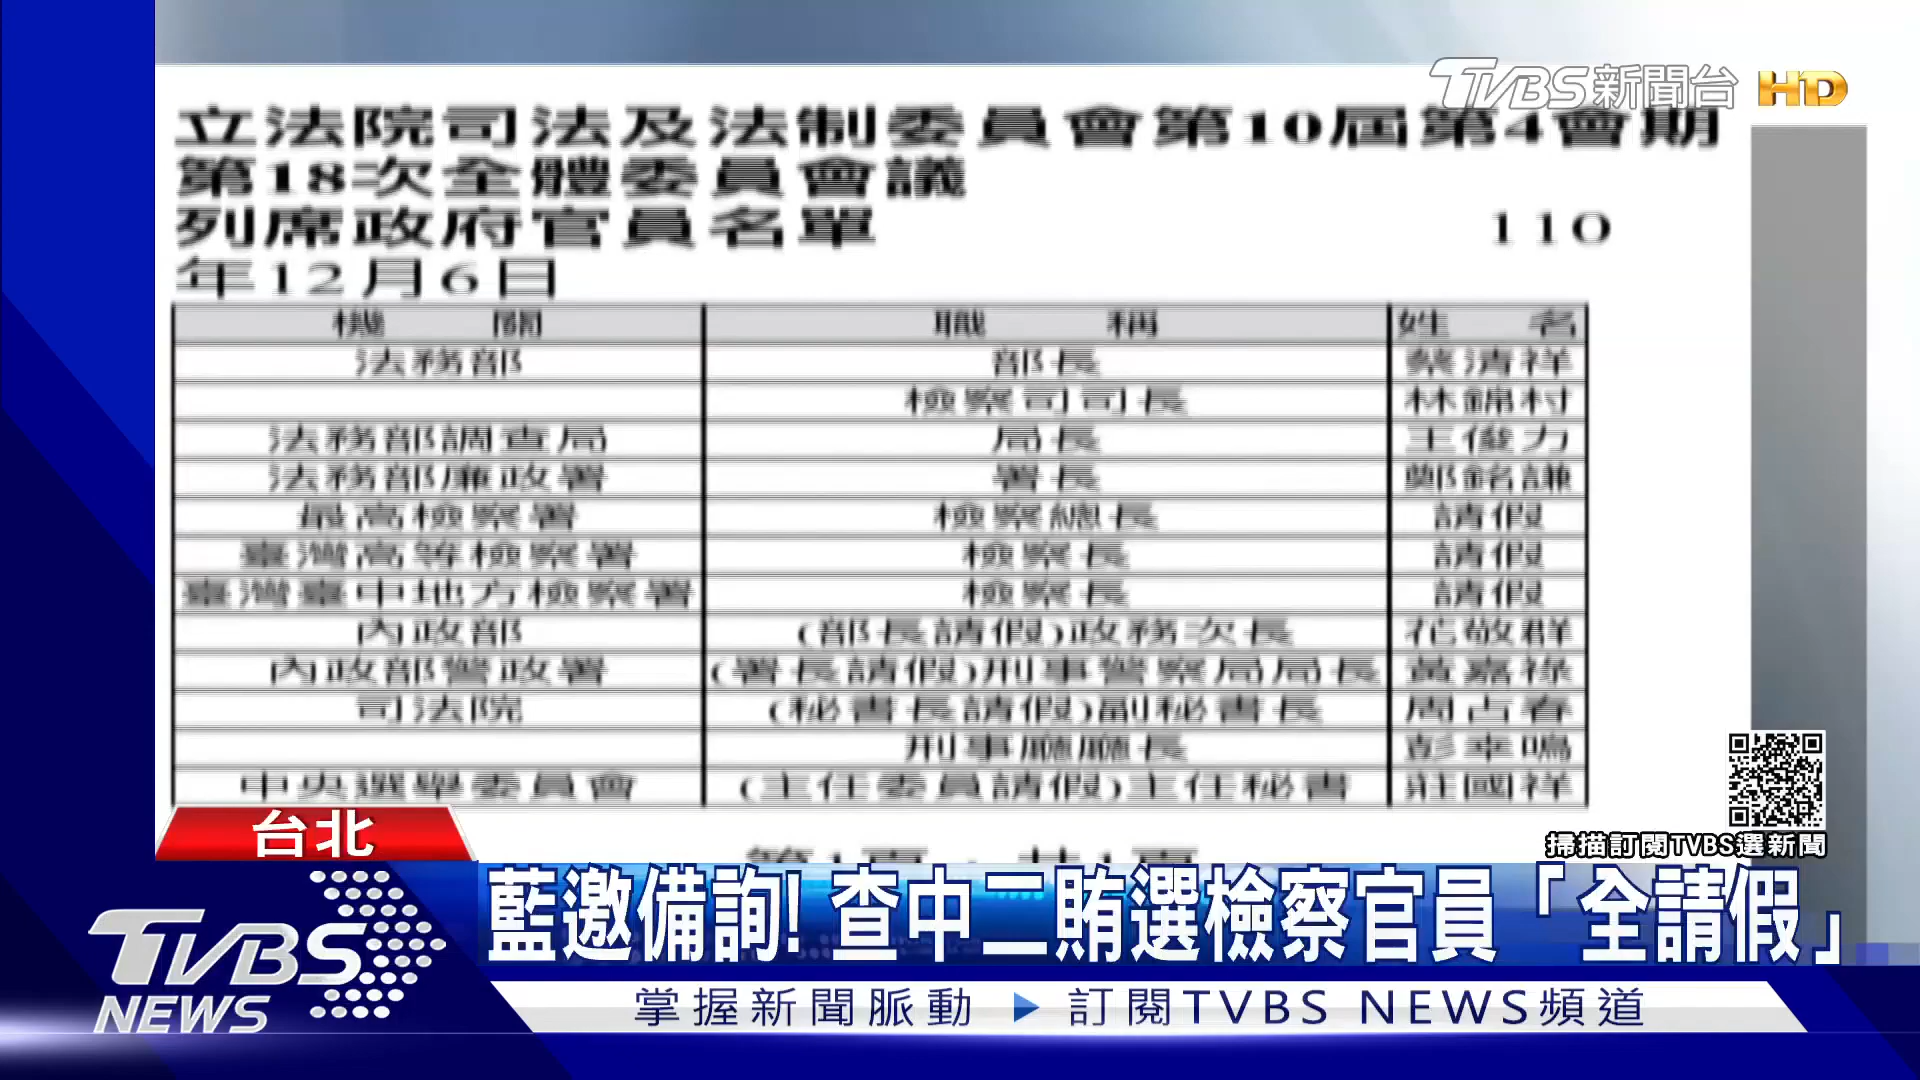 TVBS新聞台 HD
立法院司法及法制委員會第10屆第4會期
第18次全體委員會議
列席政府官員名單 110
年12月6日
機關 職稱 姓名
法務部 部長 蔡清祥
檢察司司長 林錦村
法務部調查局 局長 王俊力
法務部廉政署 署長 鄭銘謙
最高檢察署 檢察總長 請假
臺灣高等檢察署 檢察長 請假
臺灣臺中地方檢察署 檢察長 請假
內政部 (部長請假)政務次長 花敬群
內政部警政署 (署長請假)刑事警察局局長 黃嘉祿
司法院 (秘書長請假)副秘書長 周占春
刑事廳廳長 彭幸鳴
中央選舉委員會 (主任委員請假)主任秘書 莊國祥
掃描訂閱TVBS選新聞
台北
藍邀備詢! 查中二賄選檢察官員「全請假」
TVBS NEWS
掌握新聞脈動 ▶ 訂閱TVBS NEWS頻道